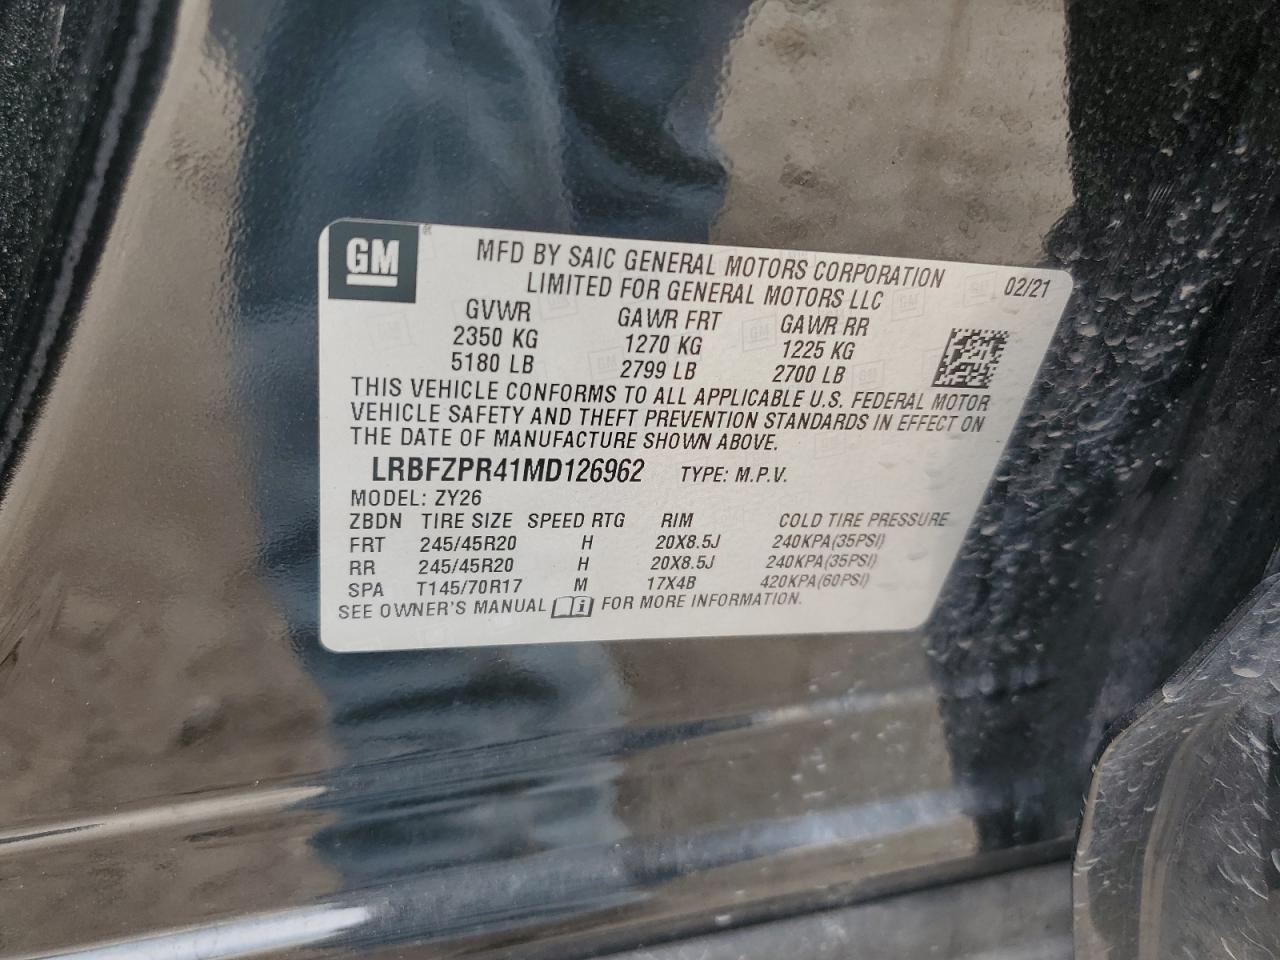 GM
MFD BY SAIC GENERAL MOTORS CORPORATION
LIMITED FOR GENERAL MOTORS LLC
02/21
GVWR GAWR FRT GAWR RR
2350 KG 1270 KG 1225 KG
5180 LB 2799 LB 2700 LB
THIS VEHICLE CONFORMS TO ALL APPLICABLE U.S. FEDERAL MOTOR
VEHICLE SAFETY AND THEFT PREVENTION STANDARDS IN EFFECT ON
THE DATE OF MANUFACTURE SHOWN ABOVE.
LRBFZPR41MD126962 TYPE: M.P.V.
MODEL: ZY26
ZBDN TIRE SIZE SPEED RTG RIM COLD TIRE PRESSURE
FRT 245/45R20 H 20X8.5J 240KPA(35PSI)
RR 245/45R20 H 20X8.5J 240KPA(35PSI)
SPA T145/70R17 M 17X4B 420KPA(60PSI)
SEE OWNER'S MANUAL FOR MORE INFORMATION.